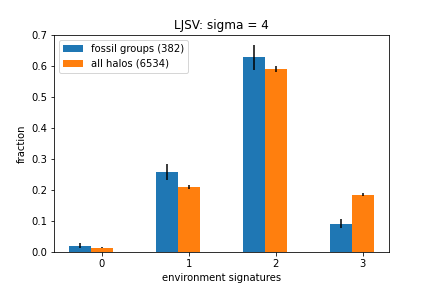 LJSV: sigma = 4
fossil groups (382)
all halos (6534)
0.7
0.6
0.5
0.4
0.3
0.2
0.1
0.0
fraction
0 1 2 3
environment signatures